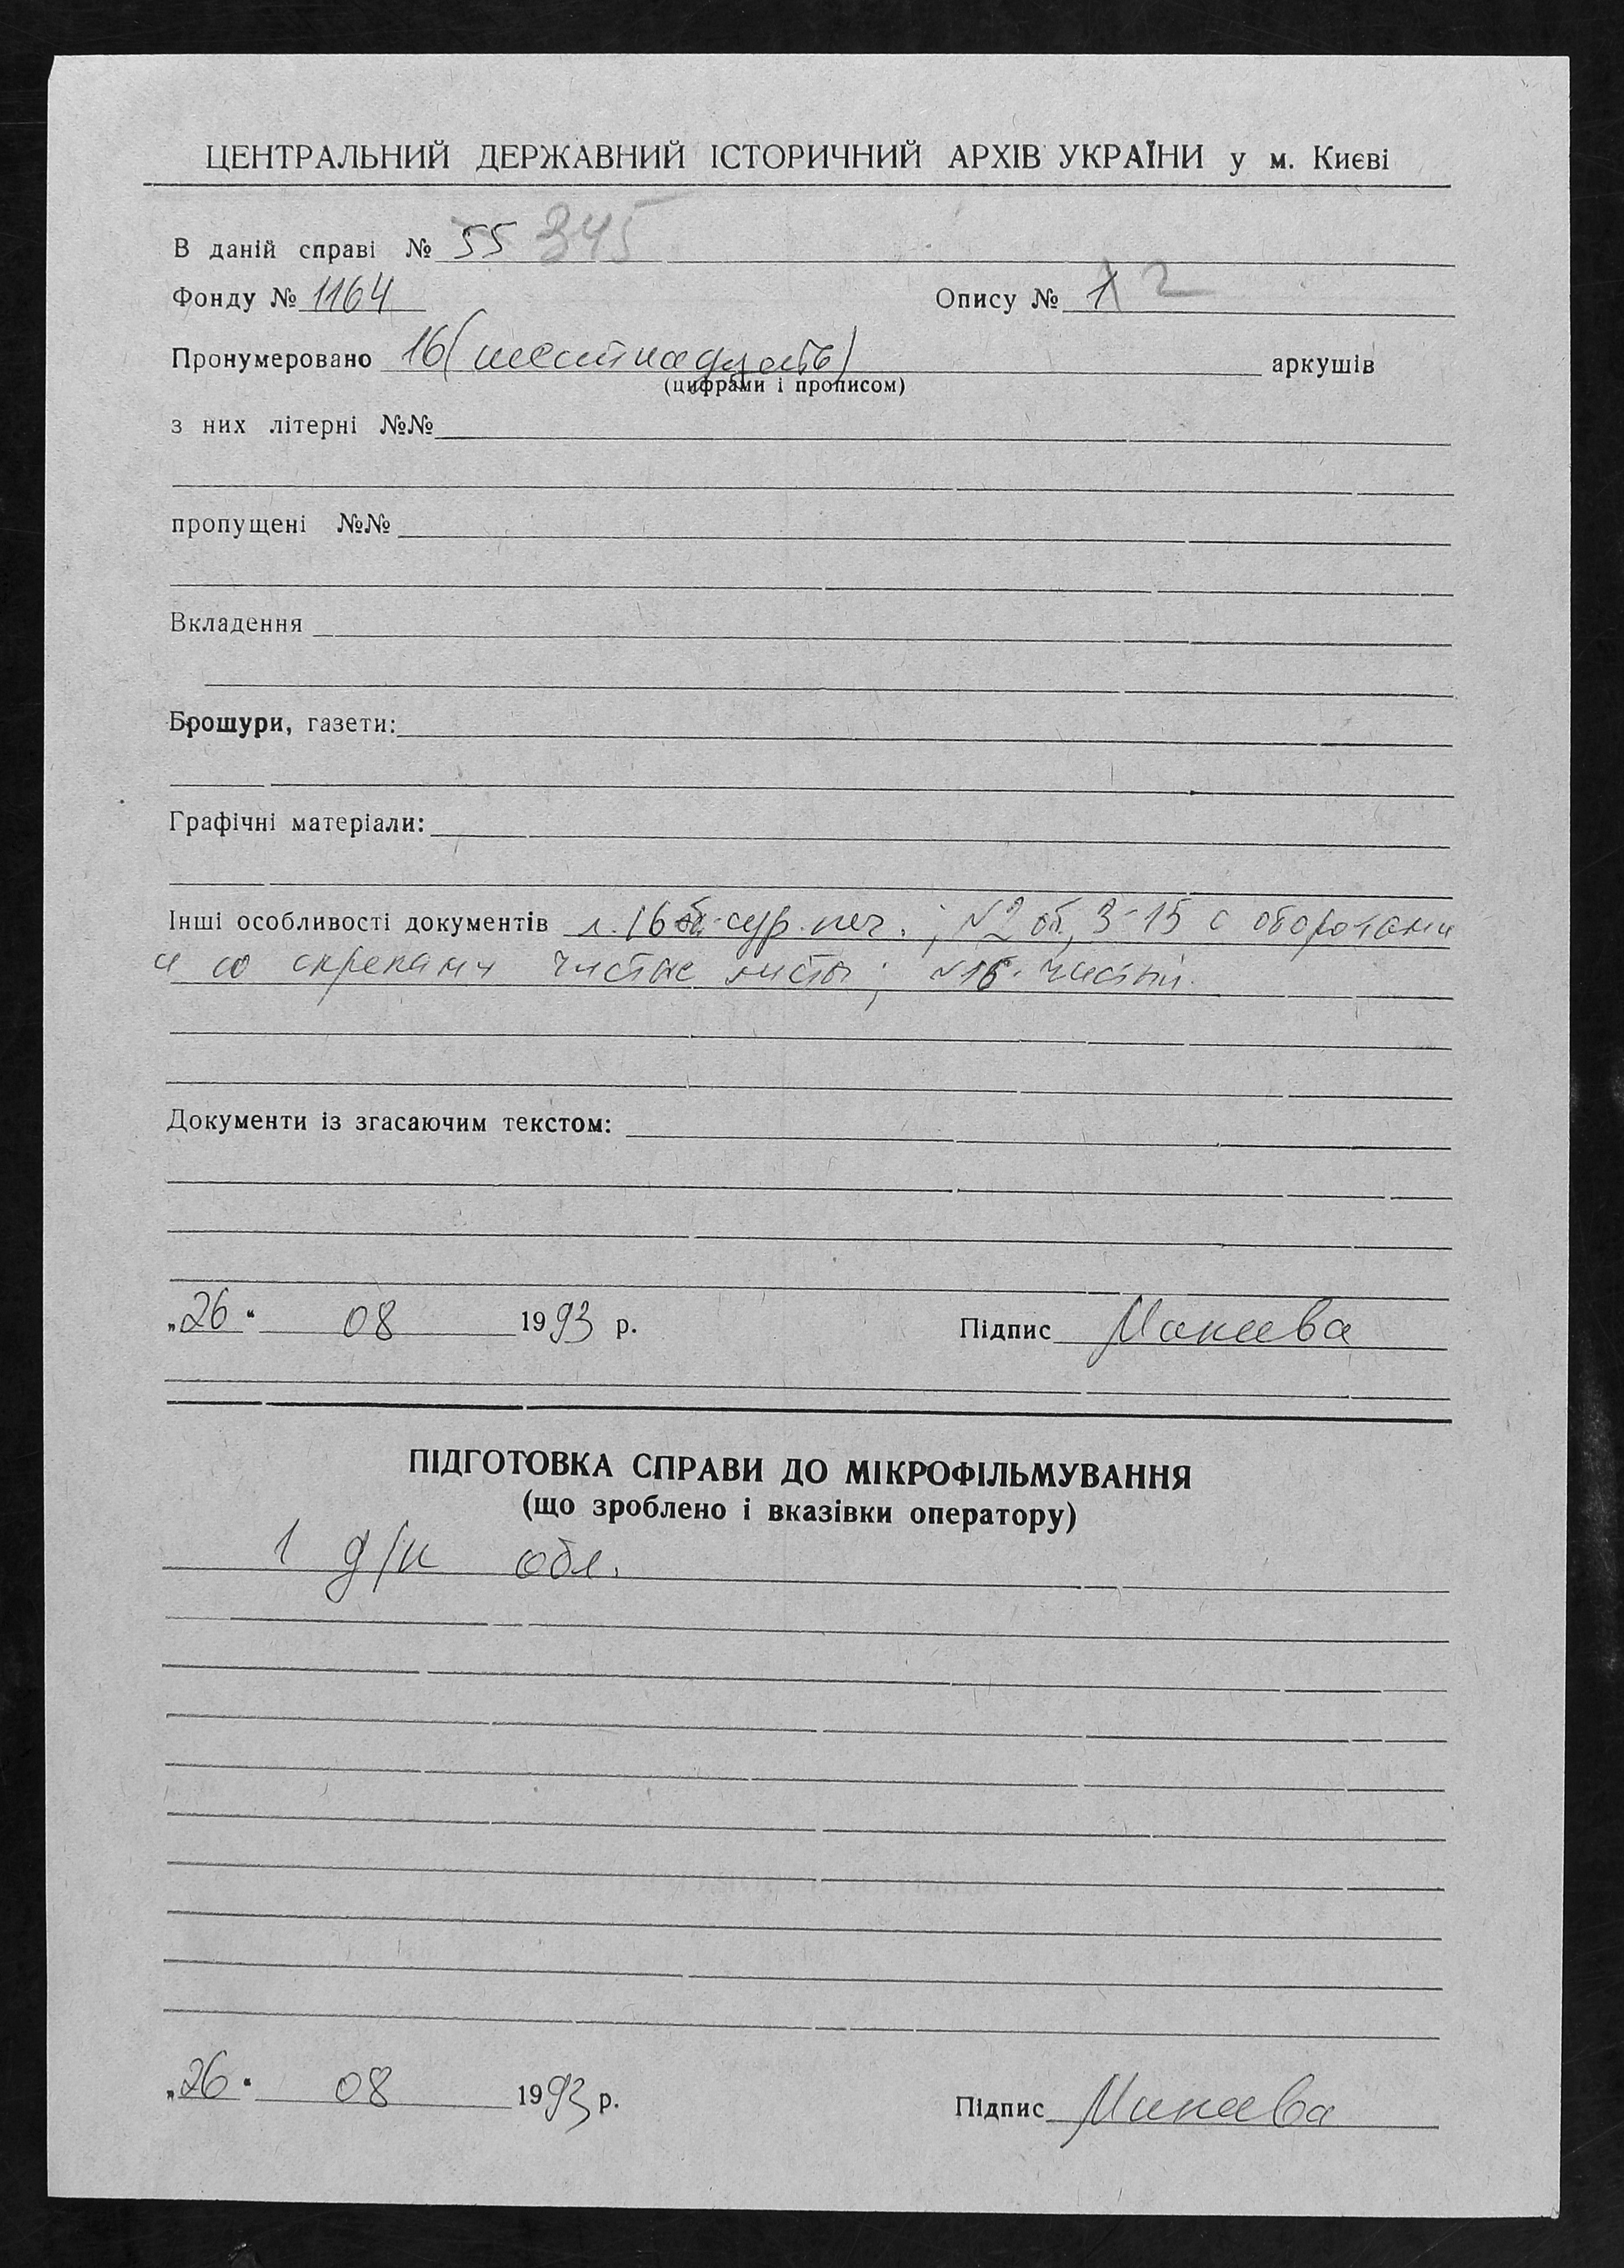 ЦЕНТРАЛЬНИЙ ДЕРЖАВНИЙ ІСТОРИЧНИЙ АРХІВ УКРАЇНИ у м. Києві
В даній справі № 55 345
Фонду № 1164 Опису № 1 2
Пронумеровано 16 (шестнадцать) аркушів
(цифрами і прописом)
з них літерні №№
пропущені №№
Вкладення
Брошури, газети:
Графічні матеріали:
Інші особливості документів л. 16 об. - сур. печ.; л 2 об, 3-15 с оборотами
и со скрепами чистые листы; л 16 - чистый.
Документи із згасаючим текстом:
„26“ 08 1993 р. Підпис
ПІДГОТОВКА СПРАВИ ДО МІКРОФІЛЬМУВАННЯ
(що зроблено і вказівки оператору)
1 д/н обл.
„26“ 08 1993 р. Підпис